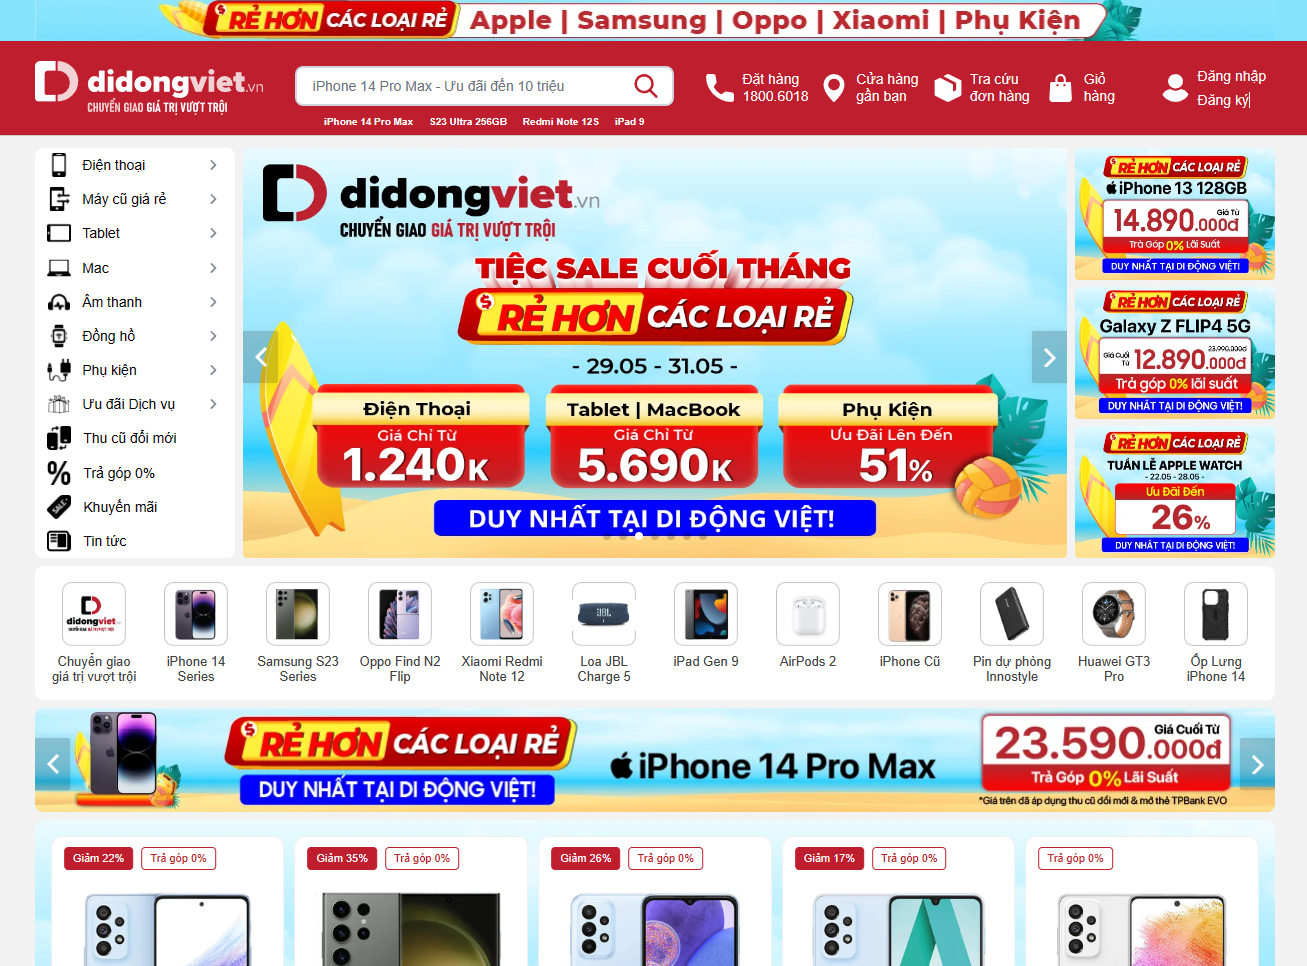 RẺ HƠN CÁC LOẠI RẺ Apple | Samsung | Oppo | Xiaomi | Phụ Kiện
didongviet.vn
CHUYỂN GIAO GIÁ TRỊ VƯỢT TRỘI
iPhone 14 Pro Max - Ưu đãi đến 10 triệu
iPhone 14 Pro Max S23 Ultra 256GB Redmi Note 12S iPad 9
Đặt hàng
1800.6018
Cửa hàng
gần bạn
Tra cứu
đơn hàng
Giỏ
hàng
Đăng nhập
Đăng ký
Điện thoại
Máy cũ giá rẻ
Tablet
Mac
Âm thanh
Đồng hồ
Phụ kiện
Ưu đãi Dịch vụ
Thu cũ đổi mới
Trả góp 0%
Khuyến mãi
Tin tức
didongviet.vn
CHUYỂN GIAO GIÁ TRỊ VƯỢT TRỘI
TIỆC SALE CUỐI THÁNG
RẺ HƠN CÁC LOẠI RẺ
- 29.05 - 31.05 -
Điện Thoại
Giá Chỉ Từ
1.240K
Tablet | MacBook
Giá Chỉ Từ
5.690K
Phụ Kiện
Ưu Đãi Lên Đến
51%
DUY NHẤT TẠI DI ĐỘNG VIỆT!
RẺ HƠN CÁC LOẠI RẺ
iPhone 13 128GB
Giá Từ
14.890.000đ
Trả Góp 0% Lãi Suất
DUY NHẤT TẠI DI ĐỘNG VIỆT!
RẺ HƠN CÁC LOẠI RẺ
Galaxy Z FLIP4 5G
23.990.000đ
Giá Cuối Từ 12.890.000đ
Trả góp 0% lãi suất
DUY NHẤT TẠI DI ĐỘNG VIỆT!
RẺ HƠN CÁC LOẠI RẺ
TUẦN LỄ APPLE WATCH
- 22.05 - 28.05 -
Ưu Đãi Đến
26%
DUY NHẤT TẠI DI ĐỘNG VIỆT!
didongviet.vn
CHUYỂN GIAO GIÁ TRỊ VƯỢT TRỘI
Chuyển giao
giá trị vượt trội
iPhone 14
Series
Samsung S23
Series
Oppo Find N2
Flip
Xiaomi Redmi
Note 12
JBL
Loa JBL
Charge 5
iPad Gen 9
AirPods 2
iPhone Cũ
Pin dự phòng
Innostyle
Huawei GT3
Pro
Ốp Lưng
iPhone 14
RẺ HƠN CÁC LOẠI RẺ
DUY NHẤT TẠI DI ĐỘNG VIỆT!
iPhone 14 Pro Max
Giá Cuối Từ
23.590.000đ
Trả Góp 0% Lãi Suất
*Giá trên đã áp dụng thu cũ đổi mới & mở thẻ TPBank EVO
Giảm 22% Trả góp 0%
Giảm 35% Trả góp 0%
Giảm 26% Trả góp 0%
Giảm 17% Trả góp 0%
Trả góp 0%